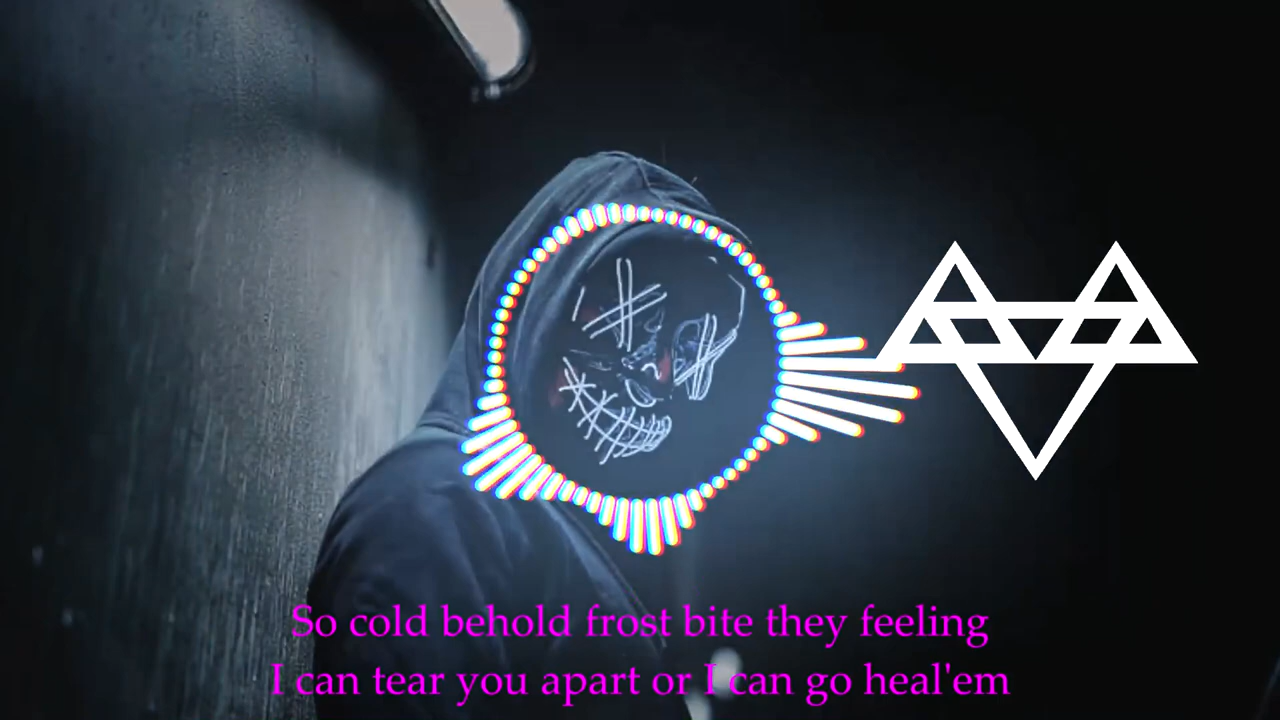 So cold behold frost bite they feeling
I can tear you apart or I can go heal'em